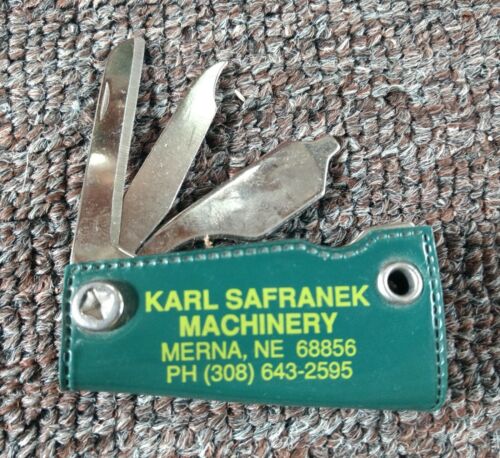 KARL SAFRANEK
MACHINERY
MERNA, NE 68856
PH (308) 643-2595